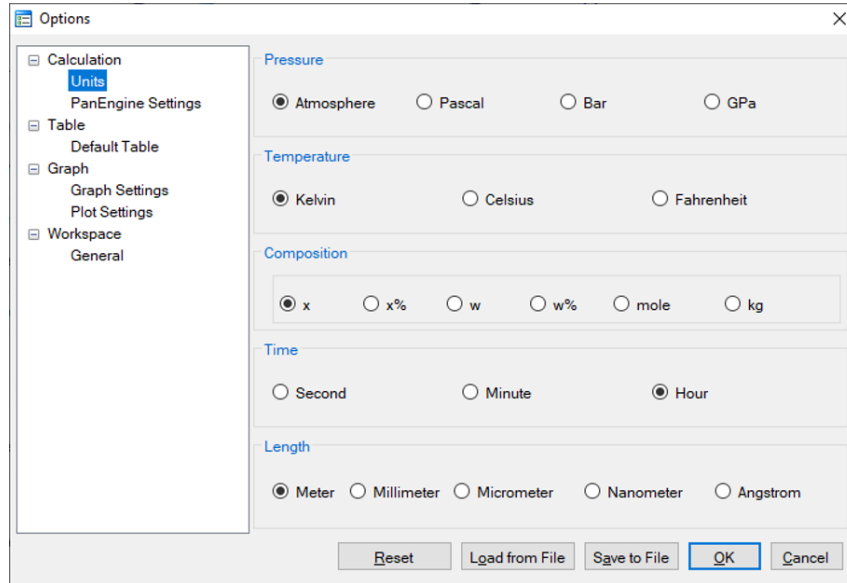 Options
Calculation
Units
PanEngine Settings
Table
Default Table
Graph
Graph Settings
Plot Settings
Workspace
General
Pressure
Atmosphere Pascal Bar GPa
Temperature
Kelvin Celsius Fahrenheit
Composition
x x% w w% mole kg
Time
Second Minute Hour
Length
Meter Millimeter Micrometer Nanometer Angstrom
Reset Load from File Save to File OK Cancel